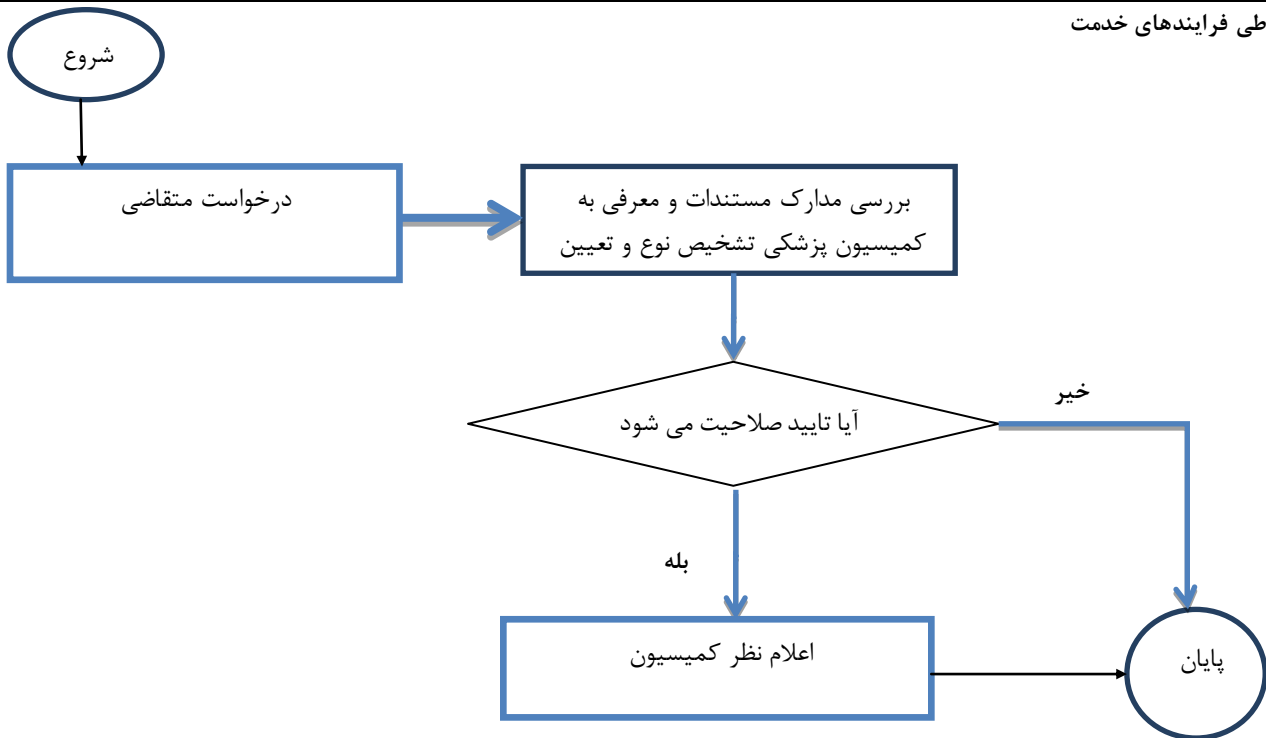 طی فرایندهای خدمت
شروع
درخواست متقاضی
بررسی مدارک مستندات و معرفی به
کمیسیون پزشکی تشخیص نوع و تعیین
آیا تایید صلاحیت می شود
خیر
بله
اعلام نظر کمیسیون
پایان